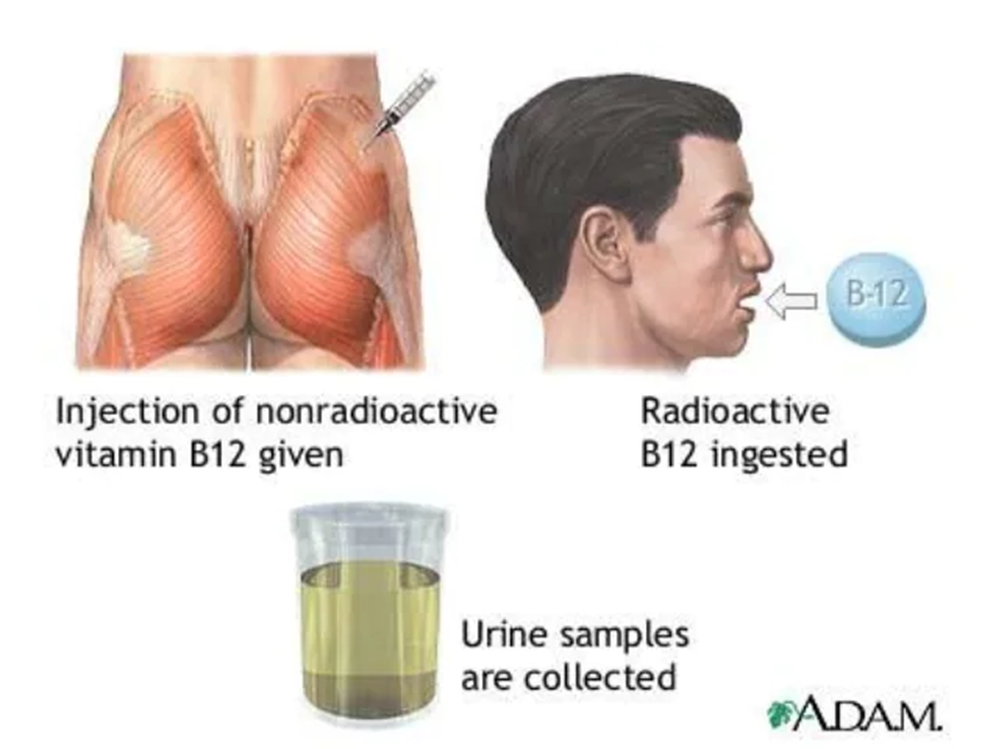 B-12
Injection of nonradioactive
vitamin B12 given
Radioactive
B12 ingested
Urine samples
are collected
A.D.A.M.